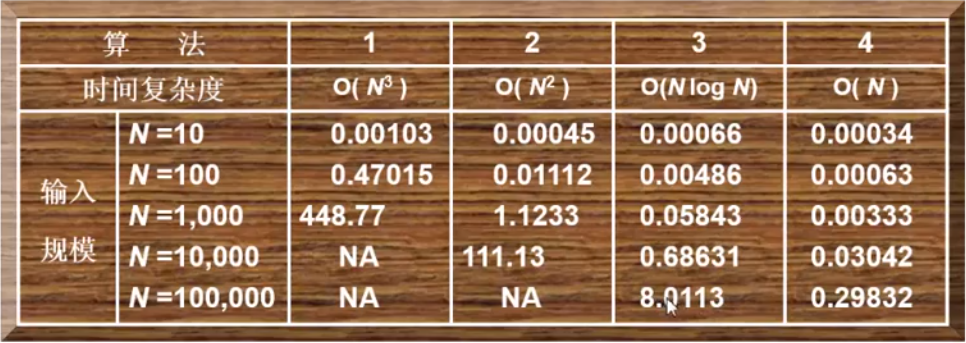 算 法 1 2 3 4
时间复杂度 O( N³ ) O( N² ) O(N log N) O( N )
输入规模
N =10 0.00103 0.00045 0.00066 0.00034
N =100 0.47015 0.01112 0.00486 0.00063
N =1,000 448.77 1.1233 0.05843 0.00333
N =10,000 NA 111.13 0.68631 0.03042
N =100,000 NA NA 8.0113 0.29832